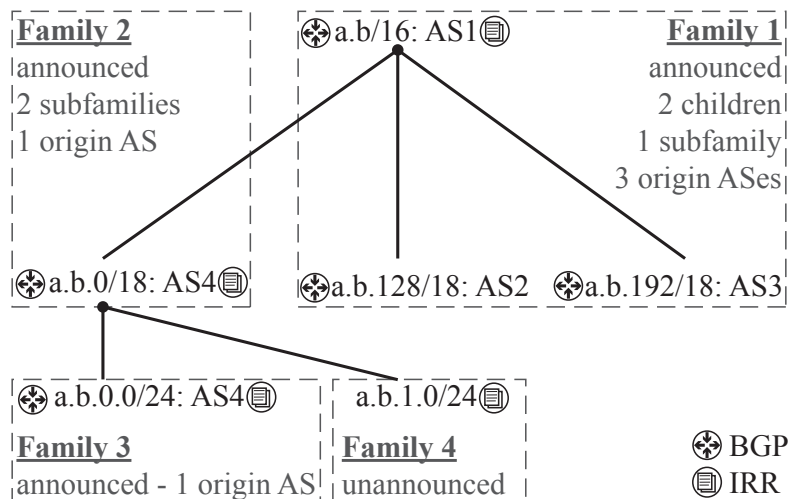 Family 2
announced
2 subfamilies
1 origin AS
a.b/16: AS1
Family 1
announced
2 children
1 subfamily
3 origin ASes
a.b.0/18: AS4
a.b.128/18: AS2
a.b.192/18: AS3
a.b.0.0/24: AS4
Family 3
announced - 1 origin AS
a.b.1.0/24
Family 4
unannounced
BGP
IRR